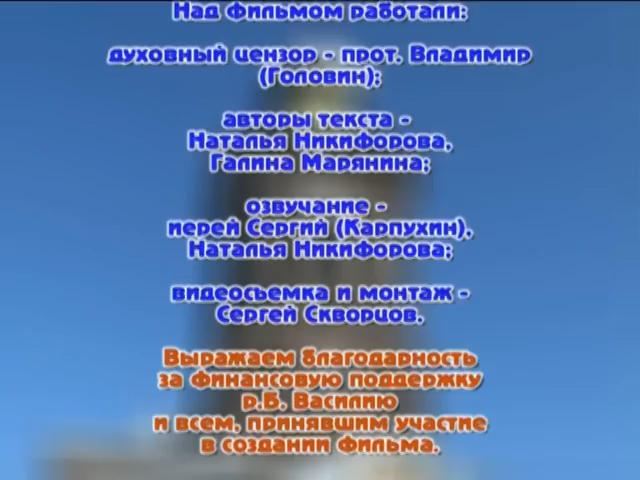 Над фильмом работали:
духовный цензор - прот. Владимир
(Головин);
авторы текста -
Наталья Никифорова,
Галина Марянина;
озвучание -
иерей Сергий (Карпухин),
Наталья Никифорова;
видеосьемка и монтаж -
Сергей Скворцов.
Выражаем благодарность
за финансовую поддержку
р.Б. Василию
и всем, принявшим участие
в создании фильма.